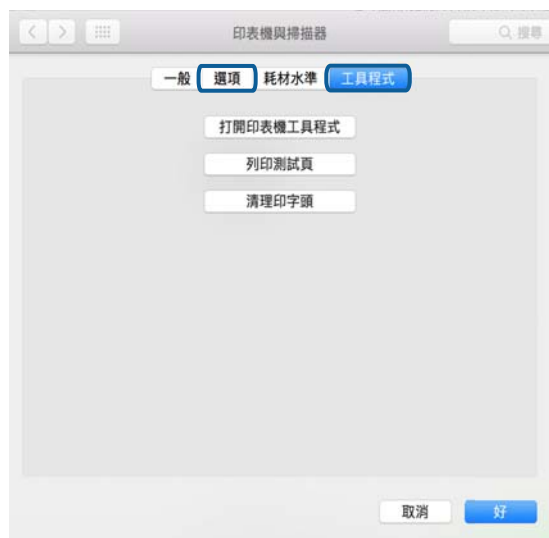 印表機與掃描器 搜尋
一般 選項 耗材水準 工具程式
打開印表機工具程式
列印測試頁
清理印字頭
取消 好